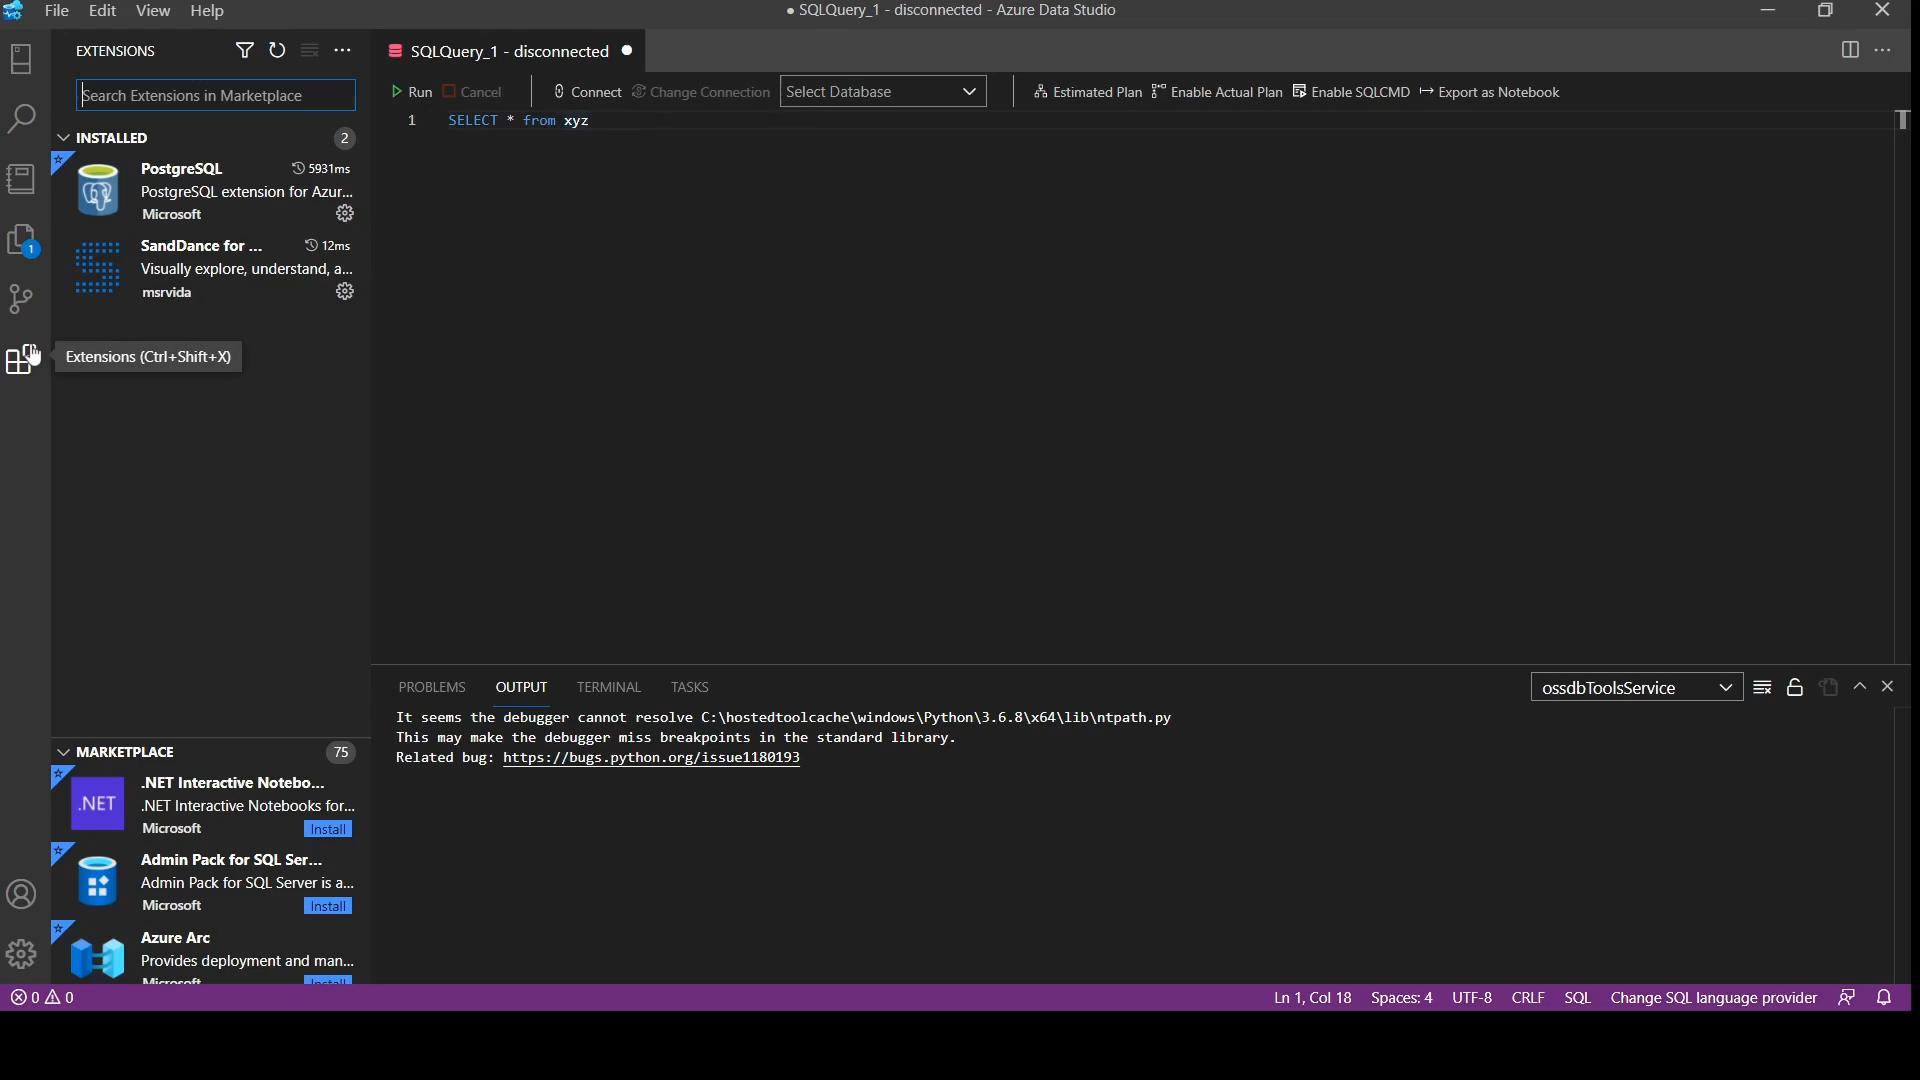 File Edit View Help
● SQLQuery_1 - disconnected - Azure Data Studio
EXTENSIONS
Search Extensions in Marketplace
INSTALLED 2
PostgreSQL 5931ms
PostgreSQL extension for Azur...
Microsoft
SandDance for ... 12ms
Visually explore, understand, a...
msrvida
1
Extensions (Ctrl+Shift+X)
MARKETPLACE 75
.NET
.NET Interactive Notebo...
.NET Interactive Notebooks for...
Microsoft Install
Admin Pack for SQL Ser...
Admin Pack for SQL Server is a...
Microsoft Install
Azure Arc
Provides deployment and man...
Microsoft Install
SQLQuery_1 - disconnected
Run Cancel Connect Change Connection Select Database Estimated Plan Enable Actual Plan Enable SQLCMD Export as Notebook
1 SELECT * from xyz
PROBLEMS OUTPUT TERMINAL TASKS ossdbToolsService
It seems the debugger cannot resolve C:\hostedtoolcache\windows\Python\3.6.8\x64\lib\ntpath.py
This may make the debugger miss breakpoints in the standard library.
Related bug: https://bugs.python.org/issue1180193
0 0 Ln 1, Col 18 Spaces: 4 UTF-8 CRLF SQL Change SQL language provider